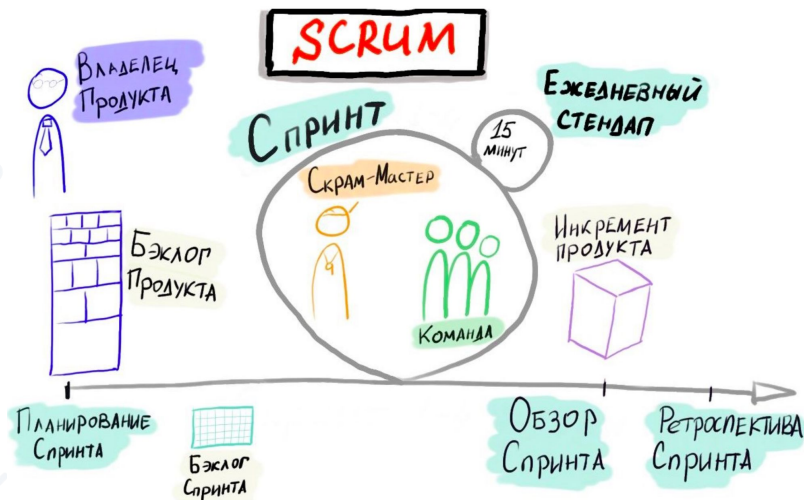 SCRUM
Владелец
Продукта
Спринт
15
минут
Ежедневный
стендап
Скрам-Мастер
Команда
Бэклог
Продукта
Инкремент
продукта
Планирование
Спринта
Бэклог
Спринта
Обзор
Спринта
Ретроспектива
Спринта